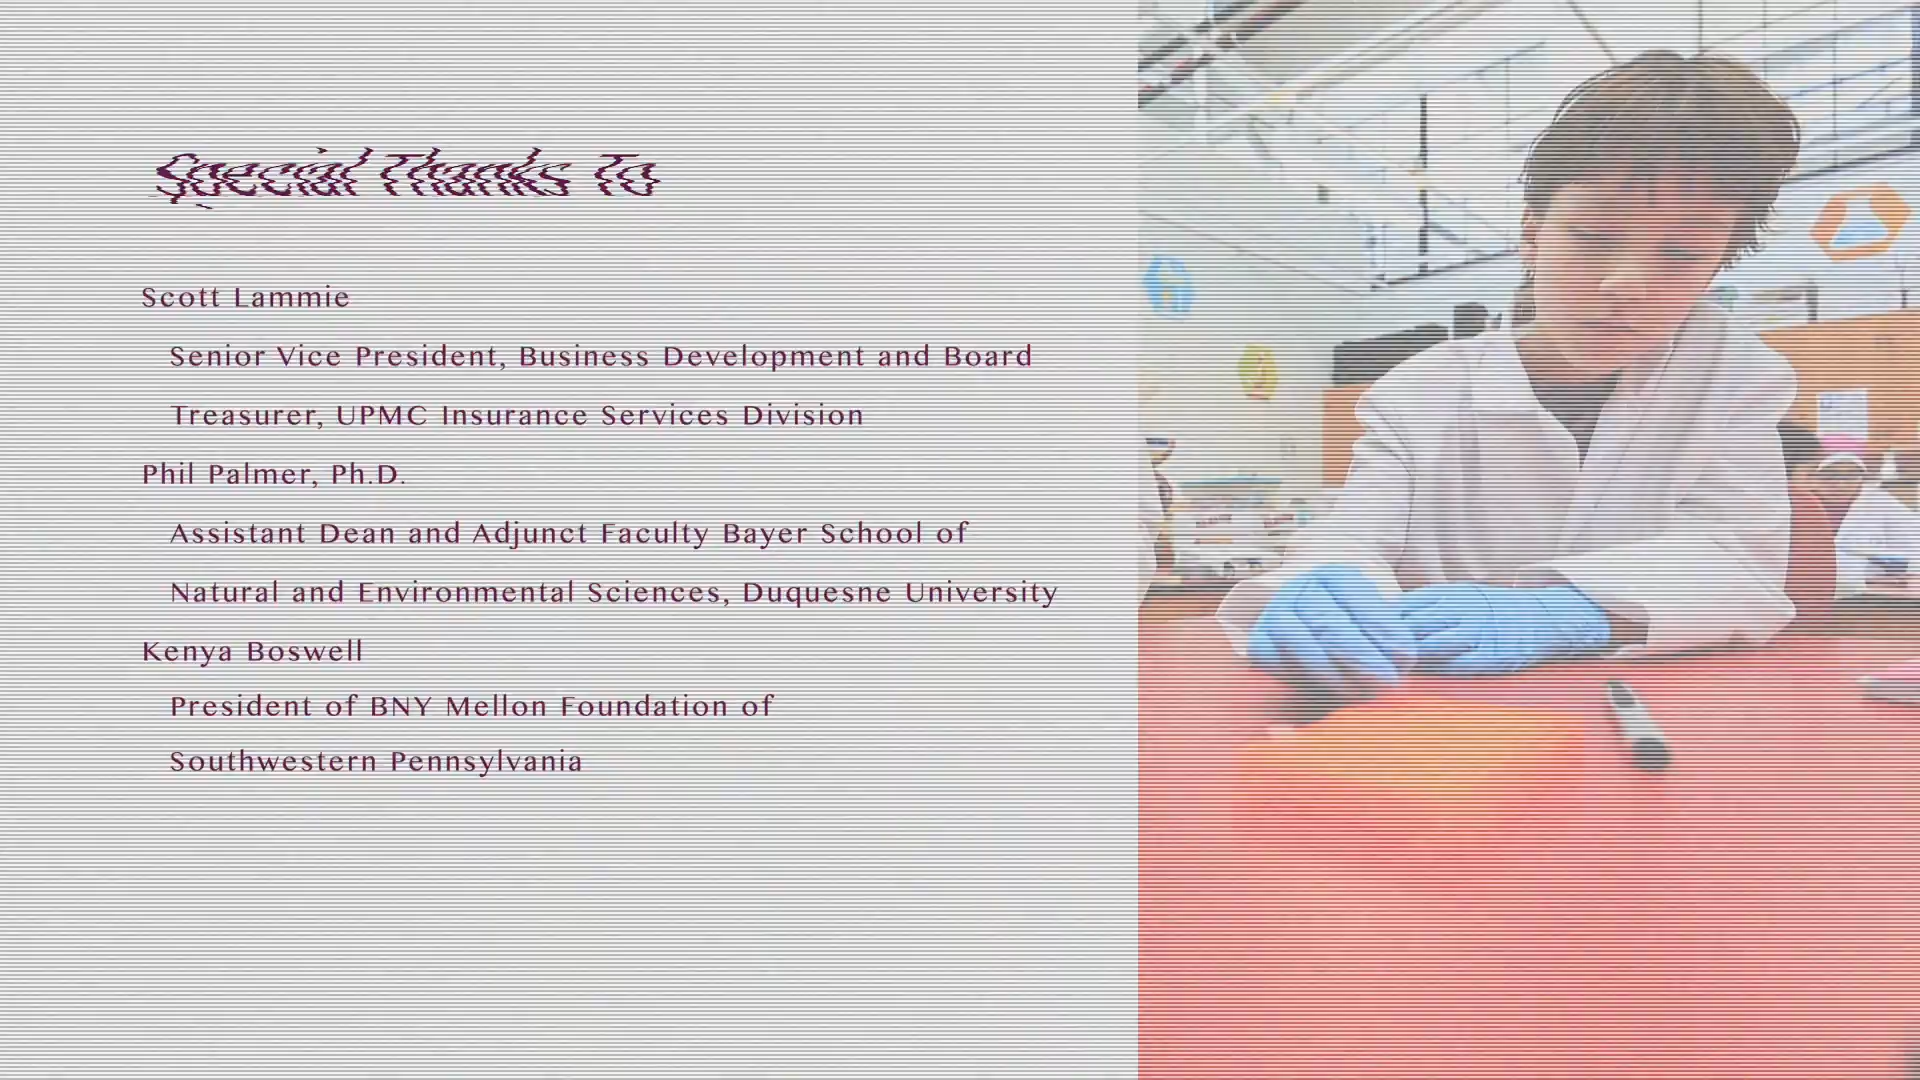 Special Thanks To
Scott Lammie
Senior Vice President, Business Development and Board
Treasurer, UPMC Insurance Services Division
Phil Palmer, Ph.D.
Assistant Dean and Adjunct Faculty Bayer School of
Natural and Environmental Sciences, Duquesne University
Kenya Boswell
President of BNY Mellon Foundation of
Southwestern Pennsylvania